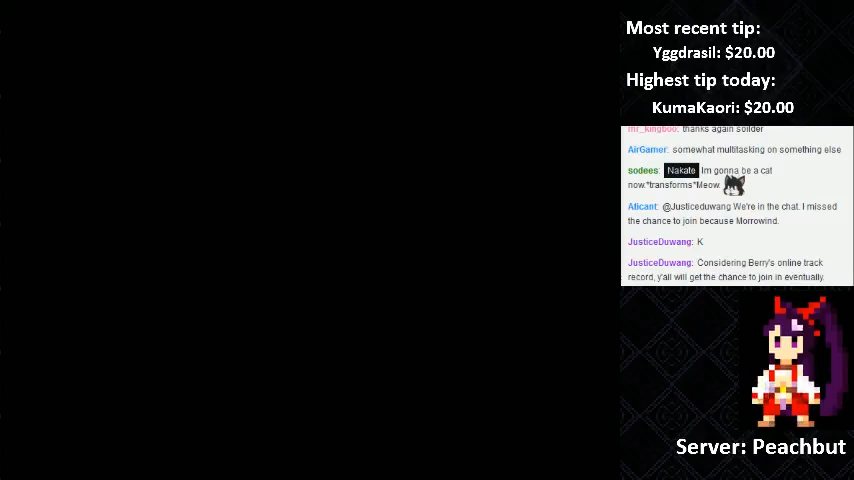 Most recent tip:
Yggdrasil: $20.00
Highest tip today:
KumaKaori: $20.00
mr_kingboo: thanks again soilder
AirGamer: somewhat multitasking on something else
sodees: Nakate Im gonna be a cat
now.*transforms*Meow.
Aticant: @Justiceduwang We're in the chat. I missed
the chance to join because Morrowind.
JusticeDuwang: K
JusticeDuwang: Considering Berry's online track
record, y'all will get the chance to join in eventually.
Server: Peachbut